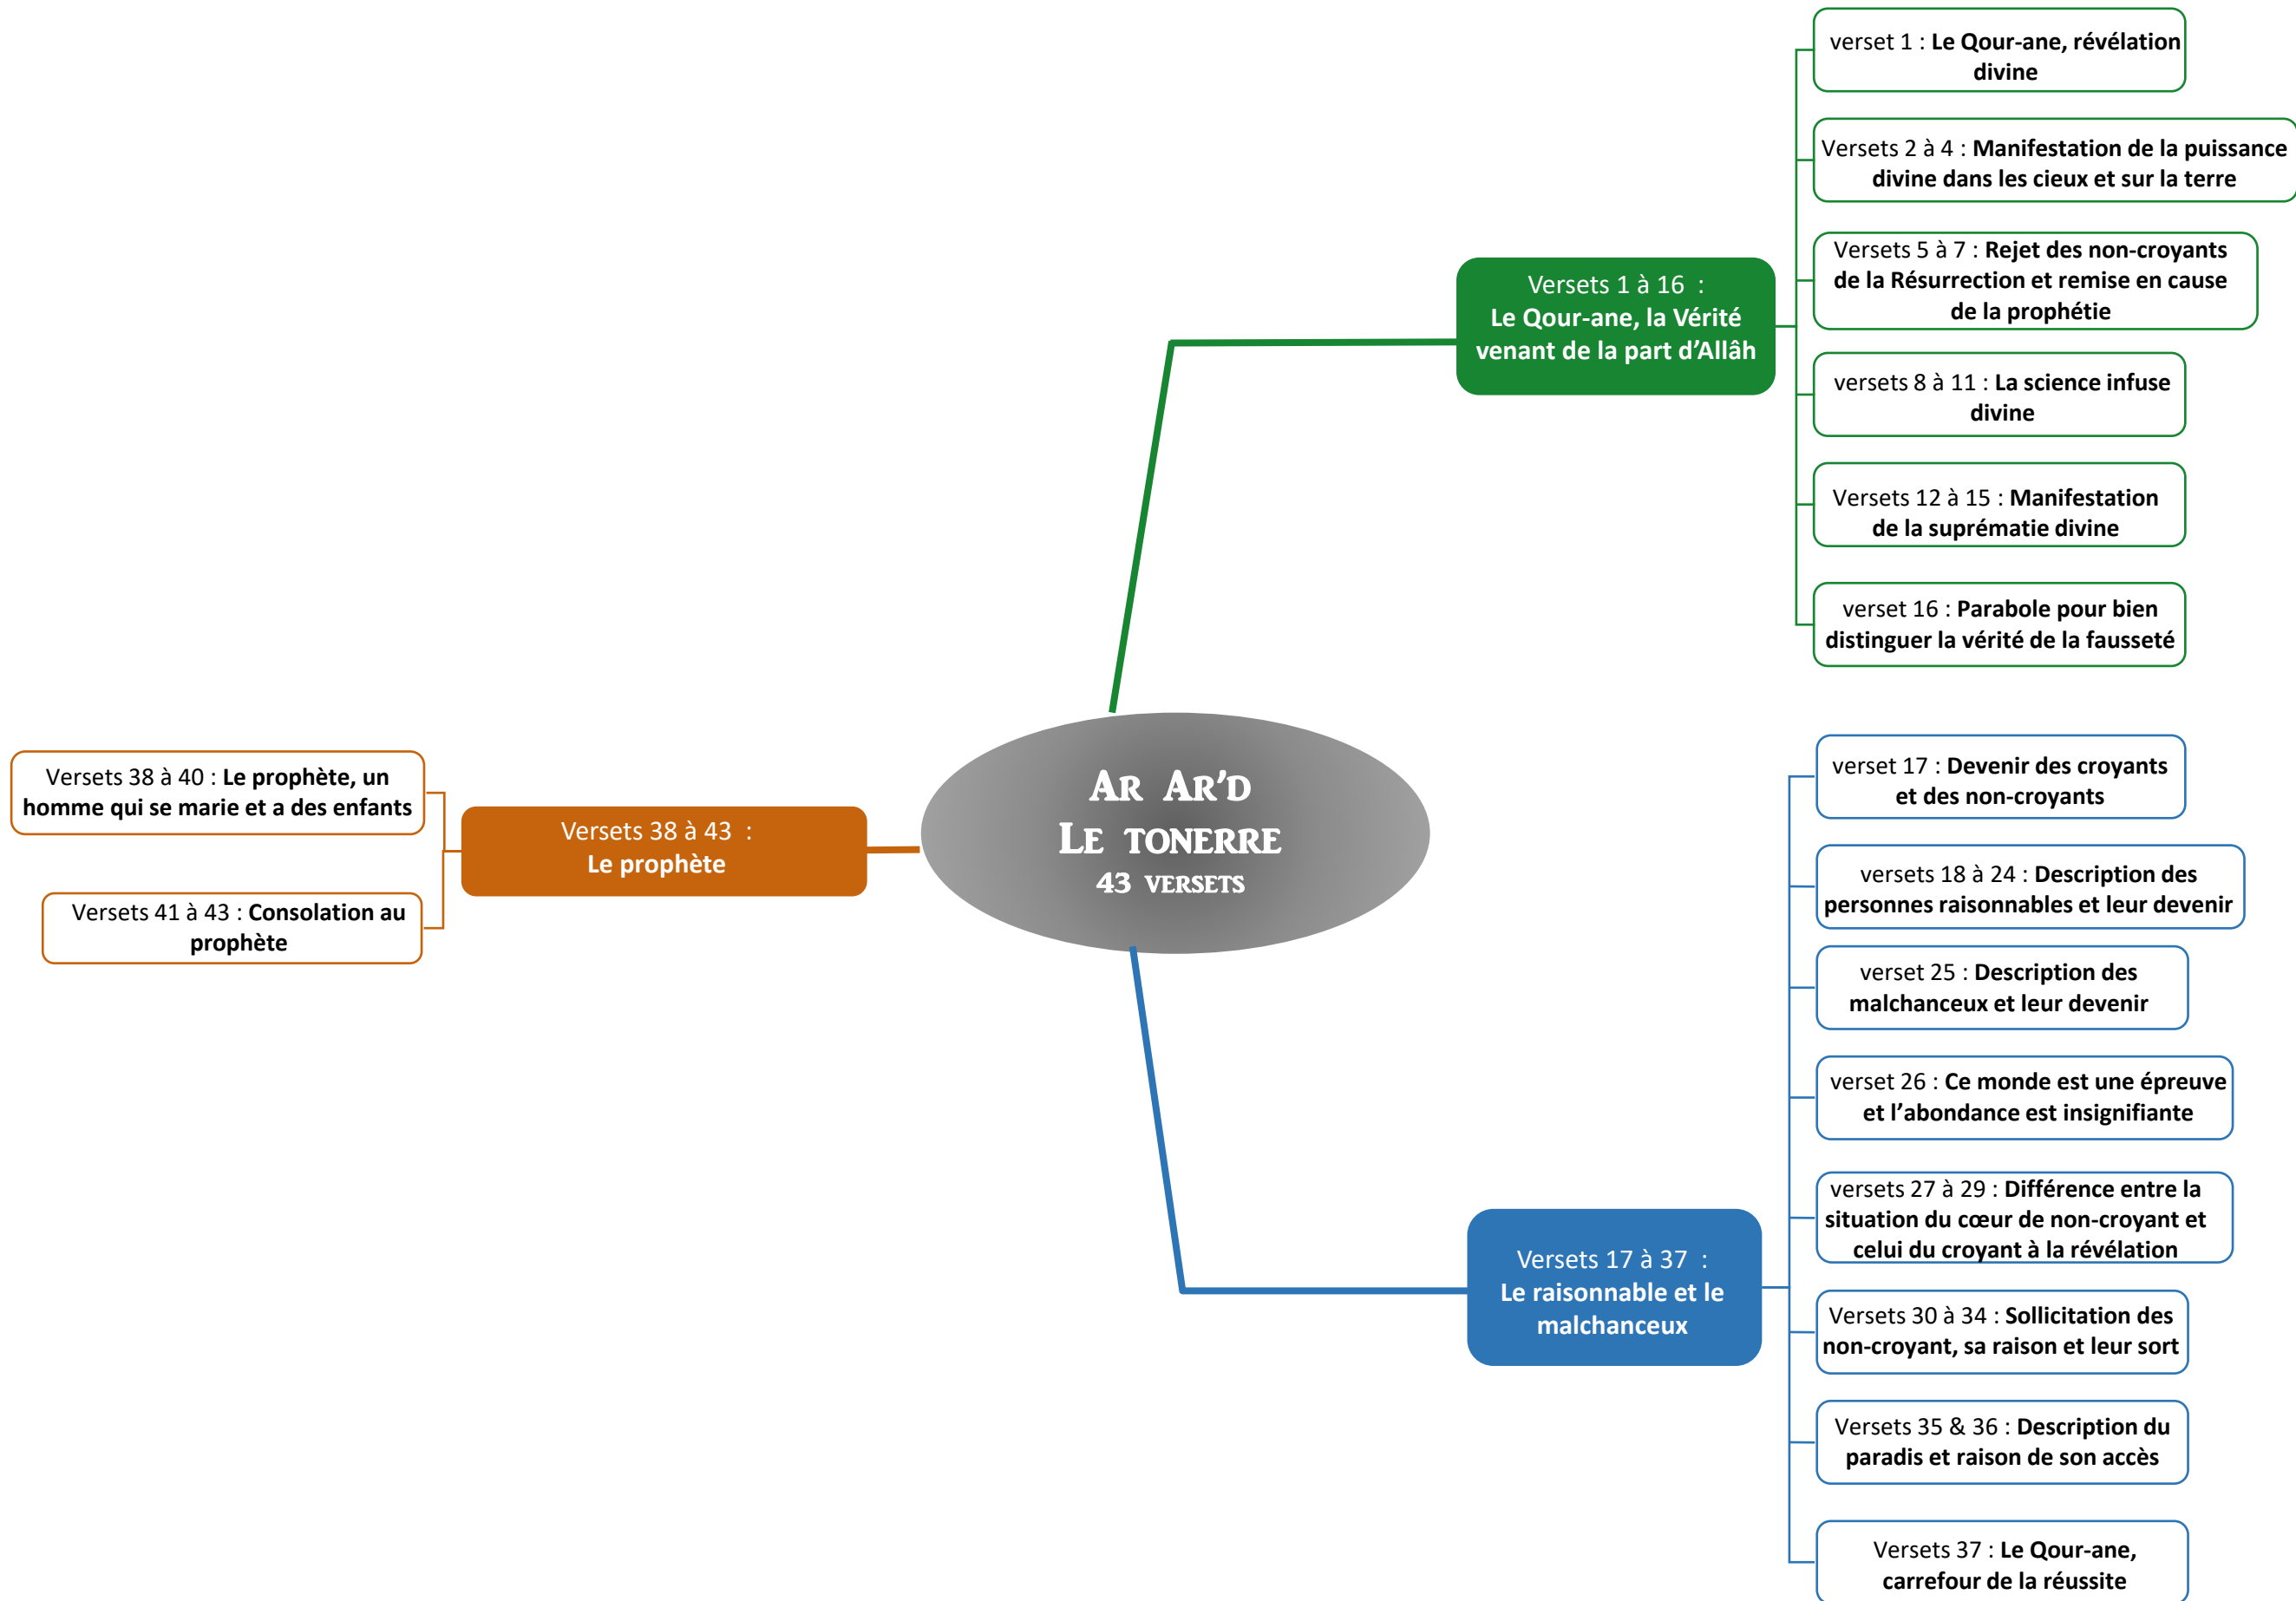 AR AR'D
LE TONERRE
43 VERSETS
Versets 1 à 16 :
Le Qour-ane, la Vérité
venant de la part d'Allâh
verset 1 : Le Qour-ane, révélation
divine
Versets 2 à 4 : Manifestation de la puissance
divine dans les cieux et sur la terre
Versets 5 à 7 : Rejet des non-croyants
de la Résurrection et remise en cause
de la prophétie
versets 8 à 11 : La science infuse
divine
Versets 12 à 15 : Manifestation
de la suprématie divine
verset 16 : Parabole pour bien
distinguer la vérité de la fausseté
Versets 17 à 37 :
Le raisonnable et le
malchanceux
verset 17 : Devenir des croyants
et des non-croyants
versets 18 à 24 : Description des
personnes raisonnables et leur devenir
verset 25 : Description des
malchanceux et leur devenir
verset 26 : Ce monde est une épreuve
et l'abondance est insignifiante
versets 27 à 29 : Différence entre la
situation du cœur de non-croyant et
celui du croyant à la révélation
Versets 30 à 34 : Sollicitation des
non-croyant, sa raison et leur sort
Versets 35 & 36 : Description du
paradis et raison de son accès
Versets 37 : Le Qour-ane,
carrefour de la réussite
Versets 38 à 43 :
Le prophète
Versets 38 à 40 : Le prophète, un
homme qui se marie et a des enfants
Versets 41 à 43 : Consolation au
prophète